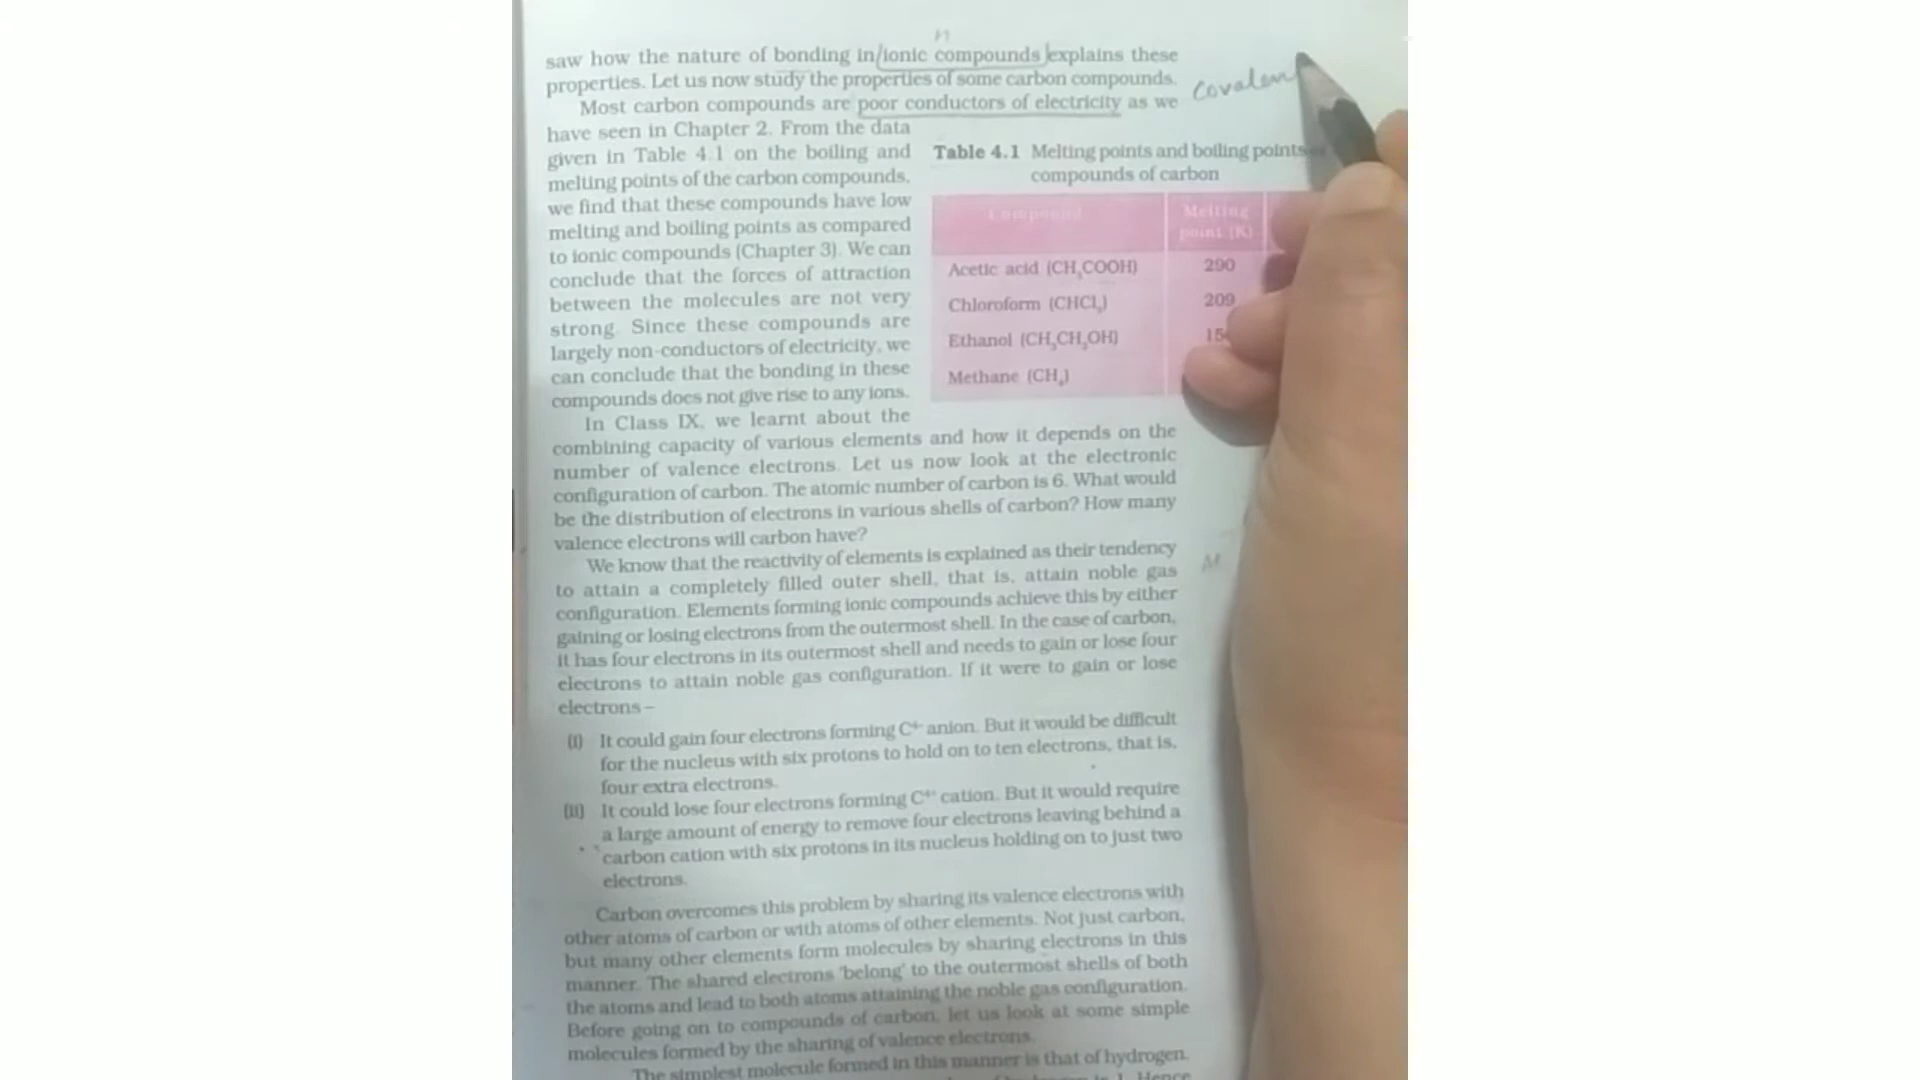 saw how the nature of bonding in ionic compounds explains these
properties. Let us now study the properties of some carbon compounds.
Most carbon compounds are poor conductors of electricity as we
Covalent
have seen in Chapter 2. From the data
given in Table 4.1 on the boiling and
melting points of the carbon compounds,
we find that these compounds have low
melting and boiling points as compared
to ionic compounds (Chapter 3). We can
conclude that the forces of attraction
between the molecules are not very
strong. Since these compounds are
largely non-conductors of electricity, we
can conclude that the bonding in these
compounds does not give rise to any ions.
Table 4.1 Melting points and boiling points
compounds of carbon
Compound
Melting
point (K)
Acetic acid (CH₃COOH) 290
Chloroform (CHCl₃) 209
Ethanol (CH₃CH₂OH) 15
Methane (CH₄)
In Class IX, we learnt about the
combining capacity of various elements and how it depends on the
number of valence electrons. Let us now look at the electronic
configuration of carbon. The atomic number of carbon is 6. What would
be the distribution of electrons in various shells of carbon? How many
valence electrons will carbon have?
We know that the reactivity of elements is explained as their tendency
to attain a completely filled outer shell, that is, attain noble gas
configuration. Elements forming ionic compounds achieve this by either
gaining or losing electrons from the outermost shell. In the case of carbon,
it has four electrons in its outermost shell and needs to gain or lose four
electrons to attain noble gas configuration. If it were to gain or lose
electrons –
(i) It could gain four electrons forming C⁴⁻ anion. But it would be difficult
for the nucleus with six protons to hold on to ten electrons, that is,
four extra electrons.
(ii) It could lose four electrons forming C⁴⁺ cation. But it would require
a large amount of energy to remove four electrons leaving behind a
carbon cation with six protons in its nucleus holding on to just two
electrons.
Carbon overcomes this problem by sharing its valence electrons with
other atoms of carbon or with atoms of other elements. Not just carbon,
but many other elements form molecules by sharing electrons in this
manner. The shared electrons 'belong' to the outermost shells of both
the atoms and lead to both atoms attaining the noble gas configuration.
Before going on to compounds of carbon, let us look at some simple
molecules formed by the sharing of valence electrons.
The simplest molecule formed in this manner is that of hydrogen.
is 1. Hence